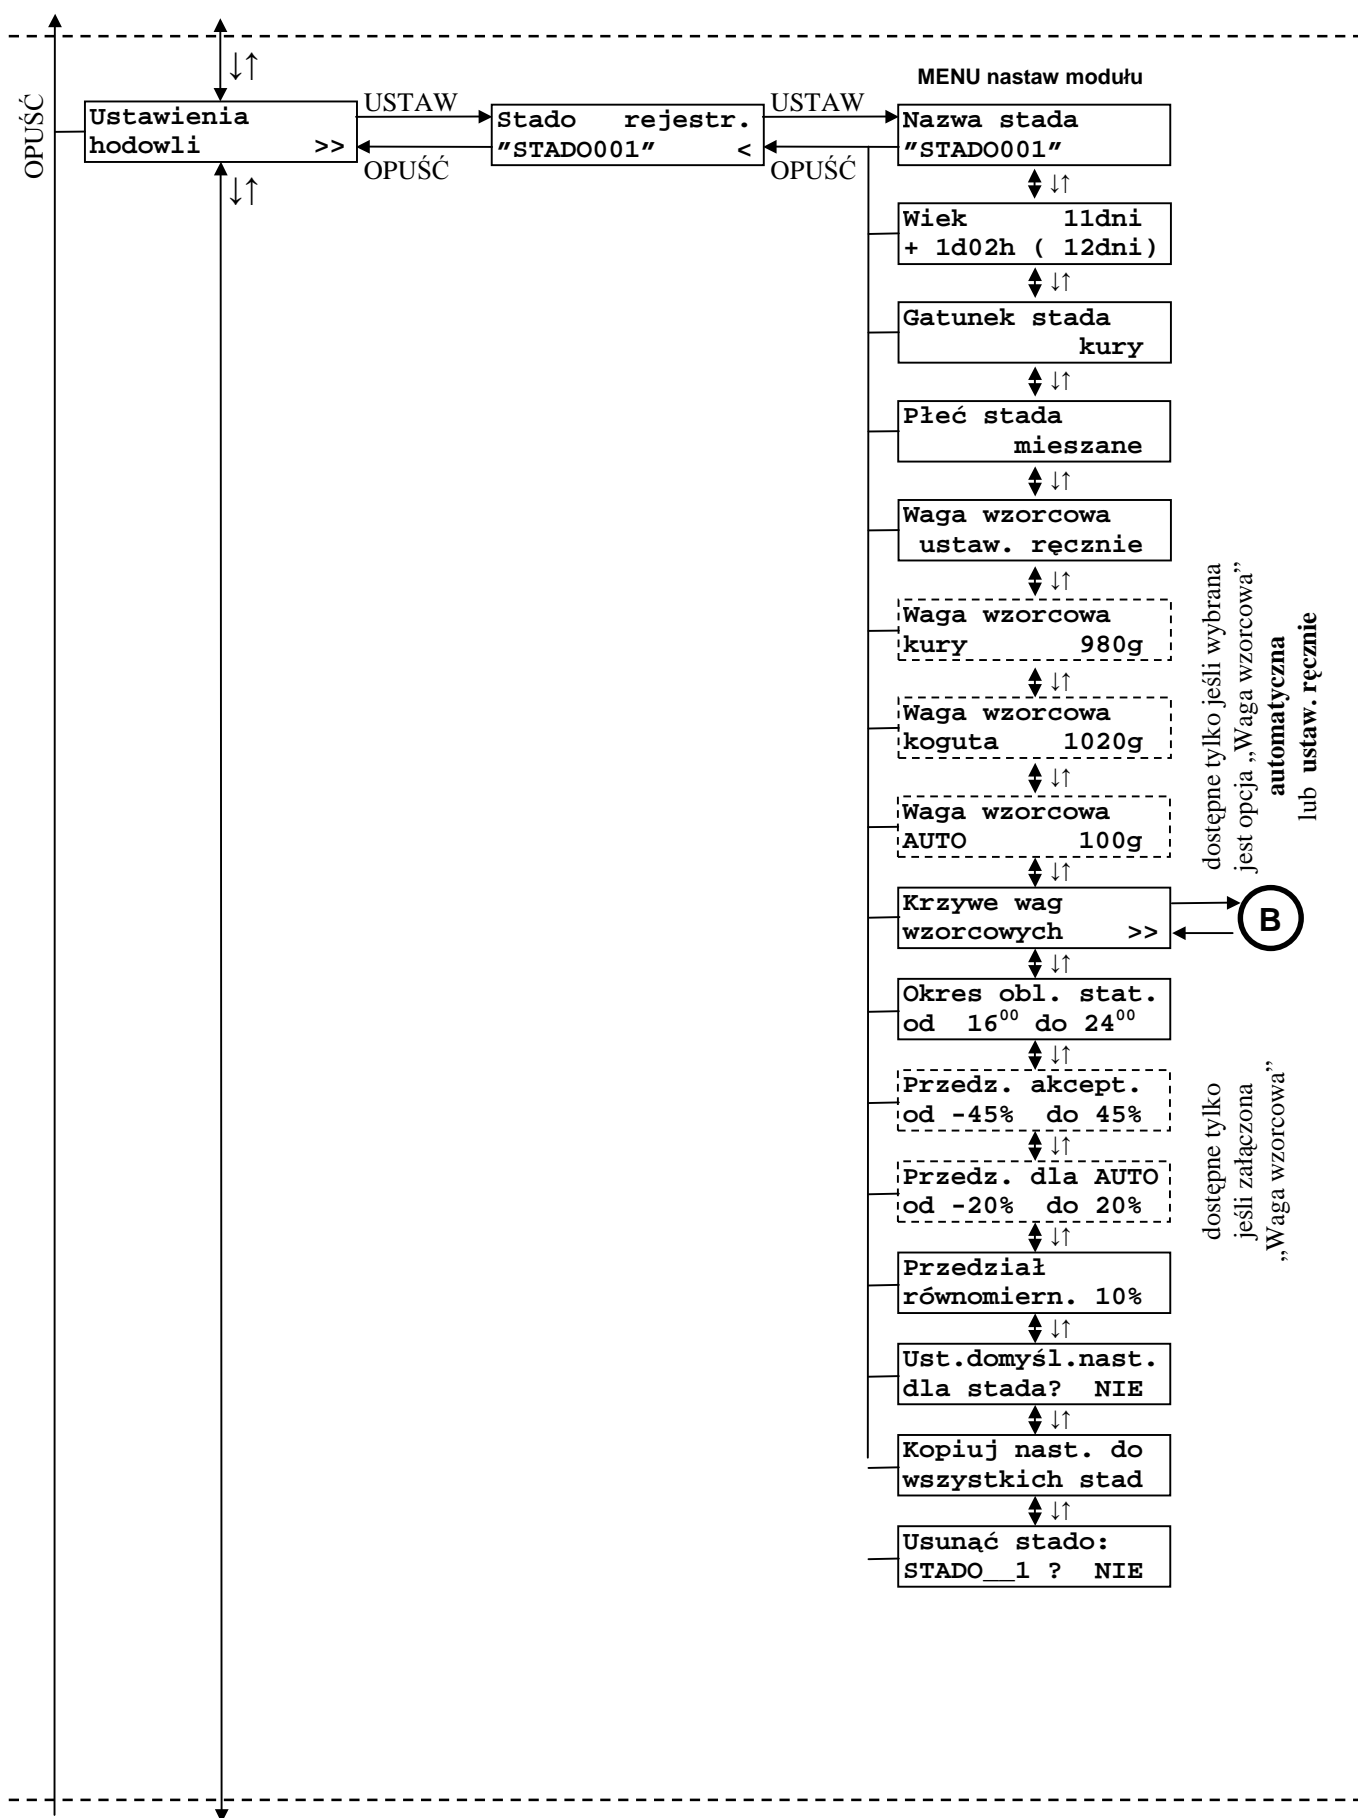 ↓↑
MENU nastaw modułu
OPUŚĆ
Ustawienia
hodowli >>
USTAW
OPUŚĆ
Stado rejestr.
"STADO001" <
USTAW
OPUŚĆ
Nazwa stada
"STADO001"
↓↑
↓↑
Wiek 11dni
+ 1d02h ( 12dni)
↓↑
Gatunek stada
kury
↓↑
Płeć stada
mieszane
↓↑
Waga wzorcowa
ustaw. ręcznie
↓↑
Waga wzorcowa
kury 980g
↓↑
Waga wzorcowa
koguta 1020g
↓↑
Waga wzorcowa
AUTO 100g
↓↑
dostępne tylko jeśli wybrana
jest opcja „Waga wzorcowa”
automatyczna
lub ustaw. ręcznie
Krzywe wag
wzorcowych >>
B
↓↑
Okres obl. stat.
od 16⁰⁰ do 24⁰⁰
↓↑
Przedz. akcept.
od -45% do 45%
↓↑
Przedz. dla AUTO
od -20% do 20%
↓↑
dostępne tylko
jeśli załączona
„Waga wzorcowa”
Przedział
równomiern. 10%
↓↑
Ust.domyśl.nast.
dla stada? NIE
↓↑
Kopiuj nast. do
wszystkich stad
↓↑
Usunąć stado:
STADO__1 ? NIE